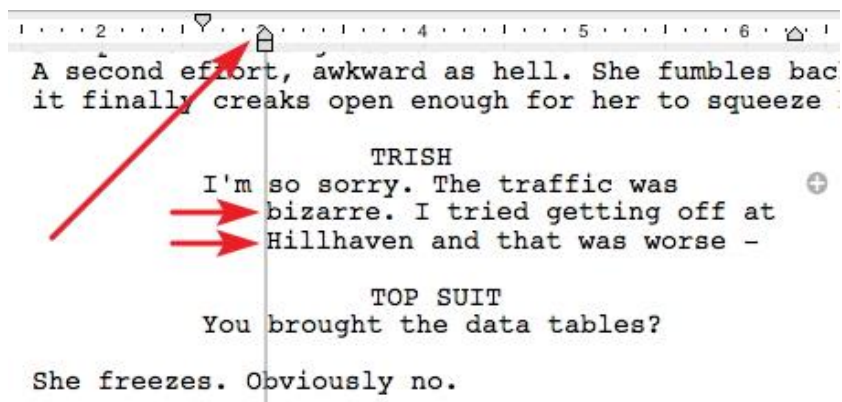 2 3 4 5 6
A second effort, awkward as hell. She fumbles bac
it finally creaks open enough for her to squeeze
TRISH
I'm so sorry. The traffic was
bizarre. I tried getting off at
Hillhaven and that was worse –
TOP SUIT
You brought the data tables?
She freezes. Obviously no.